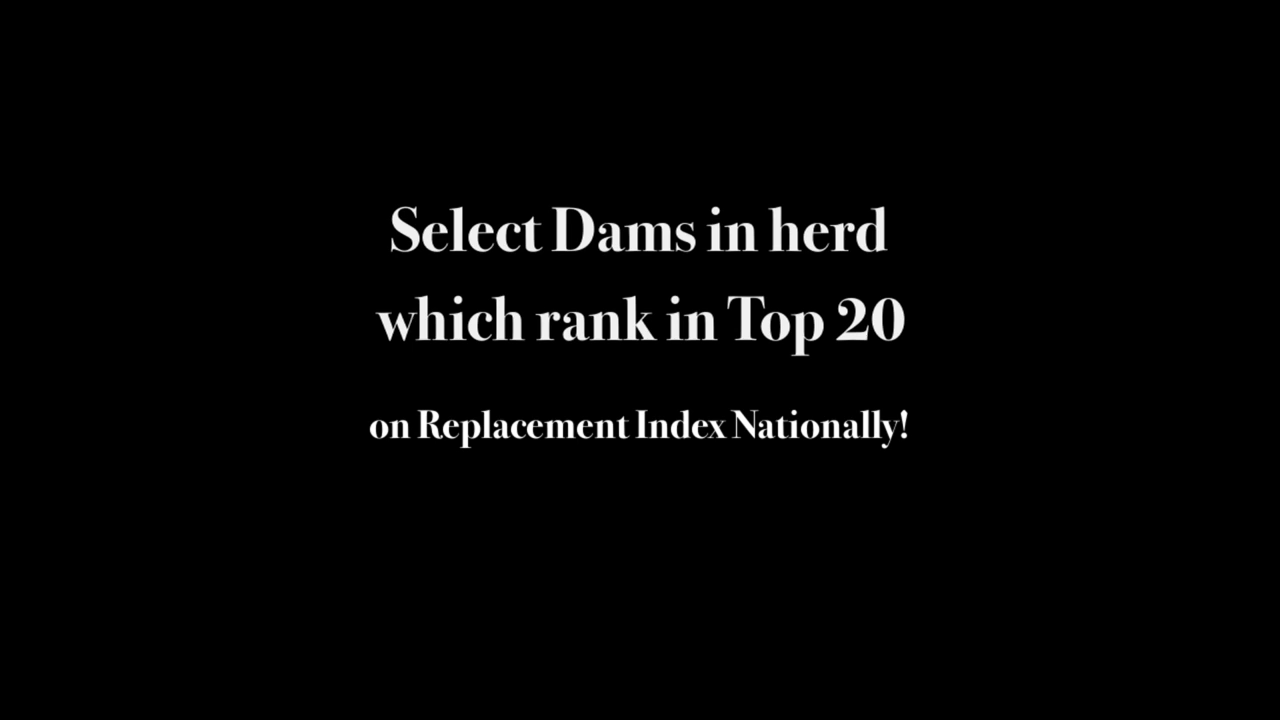 Select Dams in herd
which rank in Top 20
on Replacement Index Nationally!